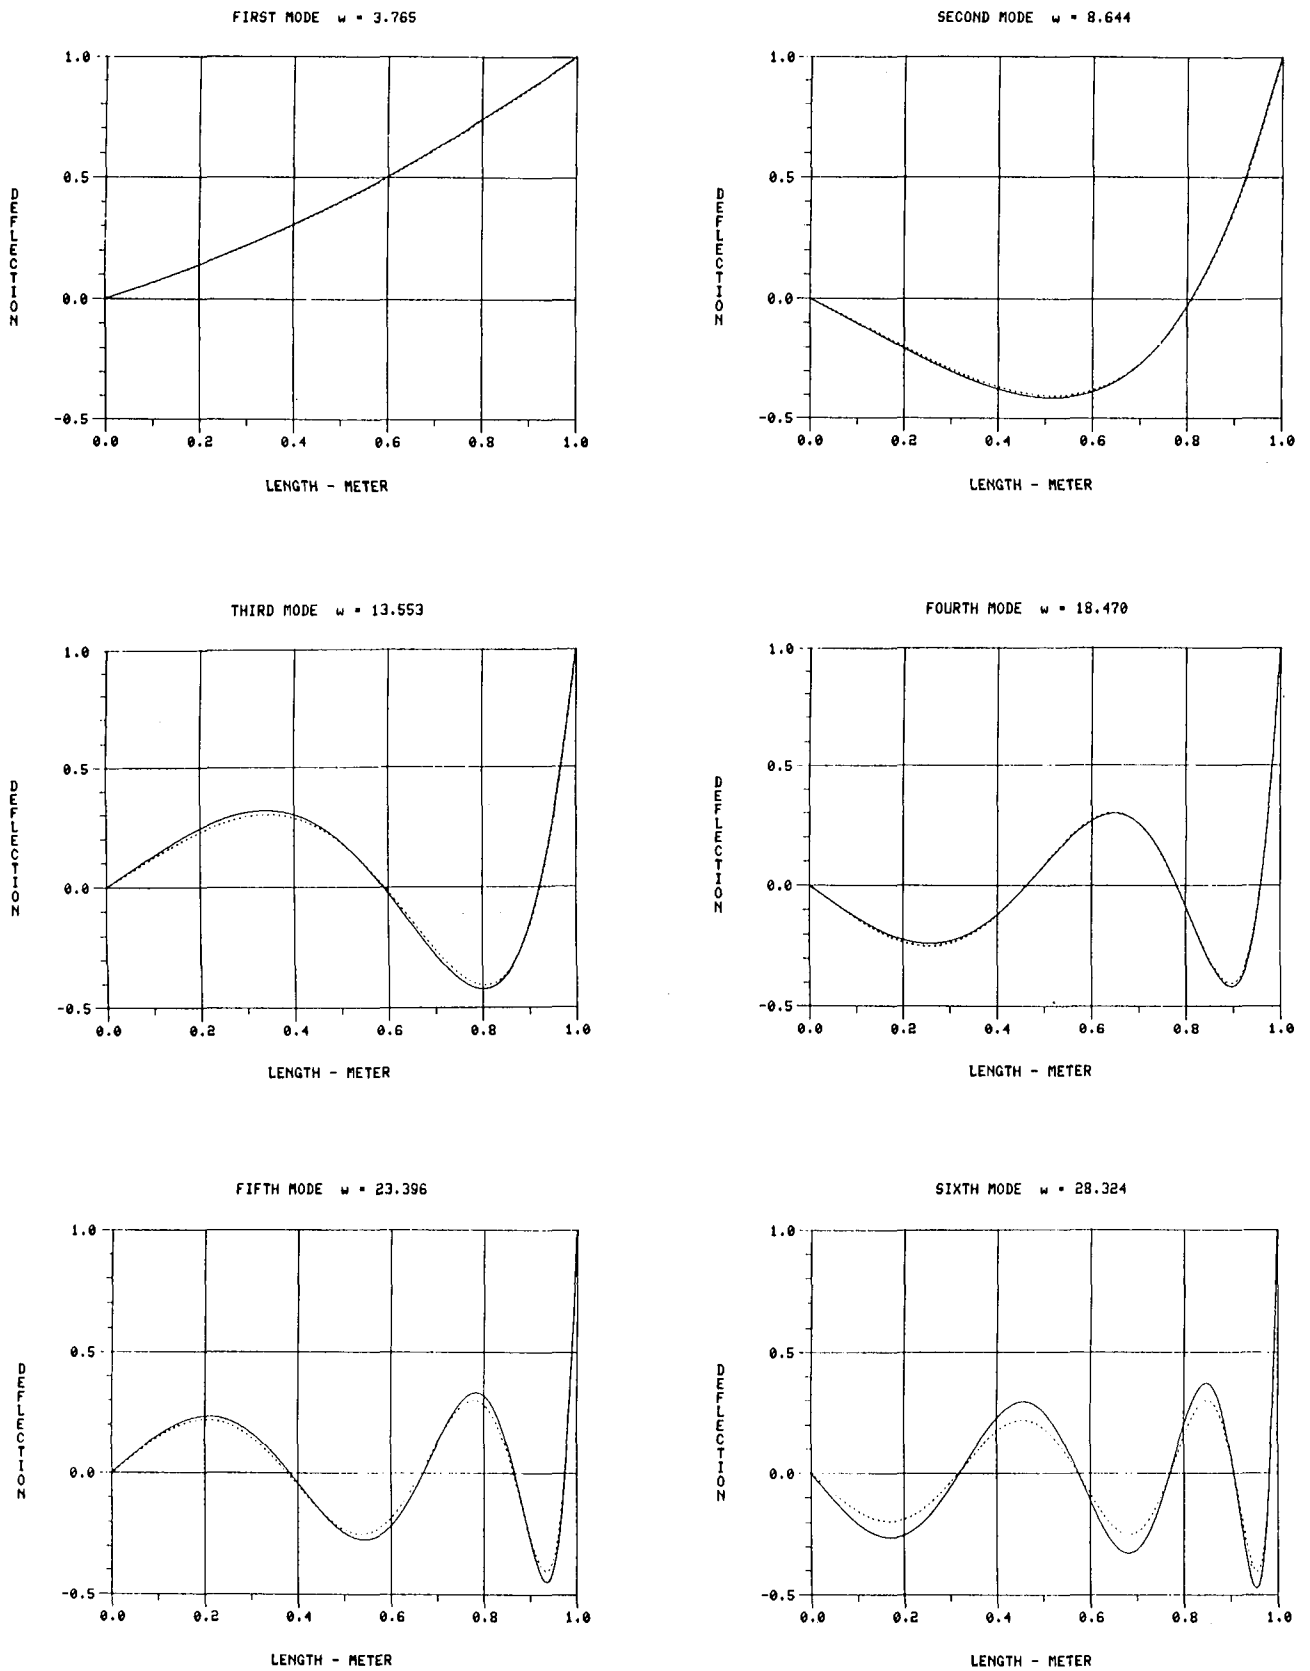 FIRST MODE w = 3.765
1.0
0.5
0.0
-0.5
0.0 0.2 0.4 0.6 0.8 1.0
DEFLECTION
LENGTH - METER
SECOND MODE w = 8.644
1.0
0.5
0.0
-0.5
0.0 0.2 0.4 0.6 0.8 1.0
DEFLECTION
LENGTH - METER
THIRD MODE w = 13.553
1.0
0.5
0.0
-0.5
0.0 0.2 0.4 0.6 0.8 1.0
DEFLECTION
LENGTH - METER
FOURTH MODE w = 18.470
1.0
0.5
0.0
-0.5
0.0 0.2 0.4 0.6 0.8 1.0
DEFLECTION
LENGTH - METER
FIFTH MODE w = 23.396
1.0
0.5
0.0
-0.5
0.0 0.2 0.4 0.6 0.8 1.0
DEFLECTION
LENGTH - METER
SIXTH MODE w = 28.324
1.0
0.5
0.0
-0.5
0.0 0.2 0.4 0.6 0.8 1.0
DEFLECTION
LENGTH - METER